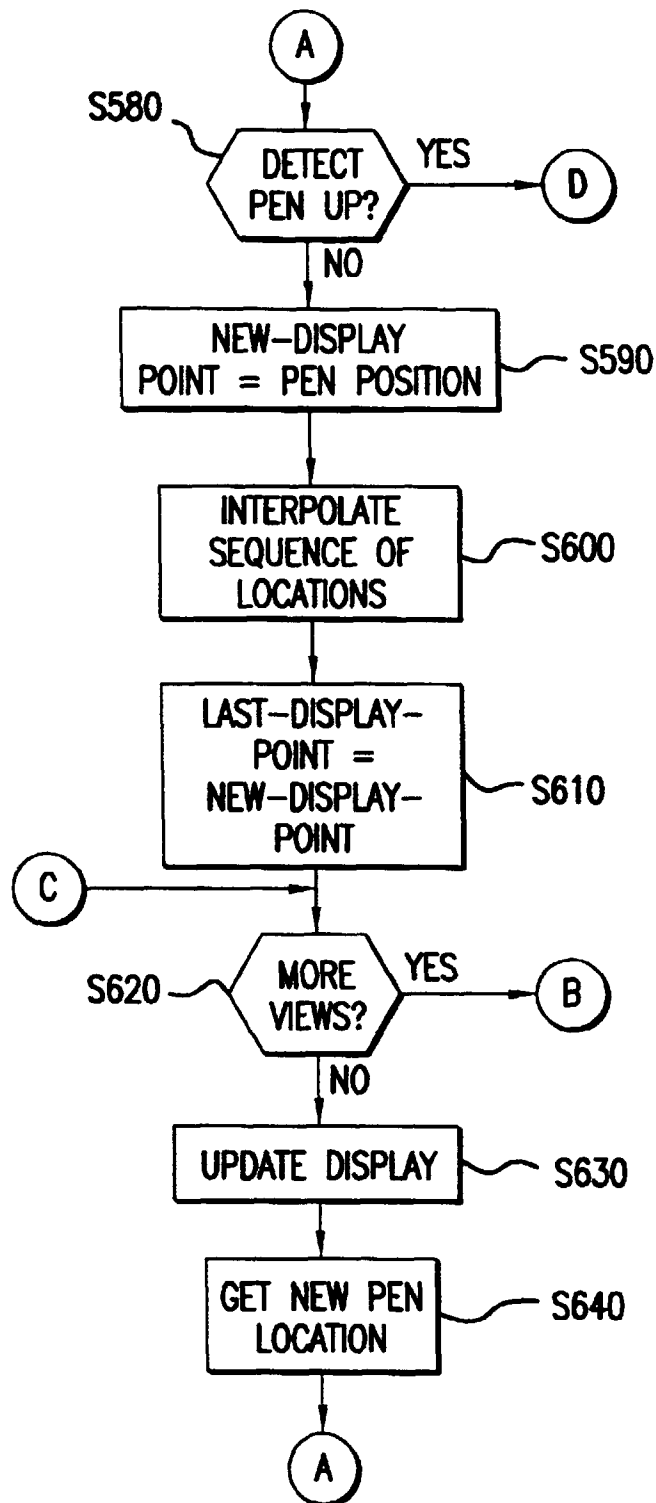 A
S580
DETECT
PEN UP?
YES
D
NO
NEW-DISPLAY
POINT = PEN POSITION
S590
INTERPOLATE
SEQUENCE OF
LOCATIONS
S600
LAST-DISPLAY-
POINT =
NEW-DISPLAY-
POINT
S610
C
S620
MORE
VIEWS?
YES
B
NO
UPDATE DISPLAY
S630
GET NEW PEN
LOCATION
S640
A